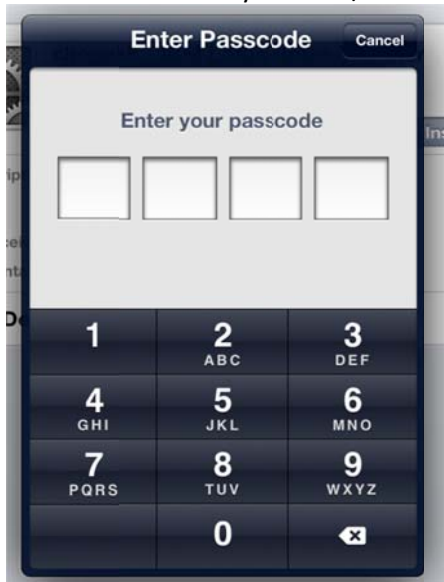 Enter Passcode Cancel
Enter your passcode
1 2 3
ABC DEF
4 5 6
GHI JKL MNO
7 8 9
PQRS TUV WXYZ
0